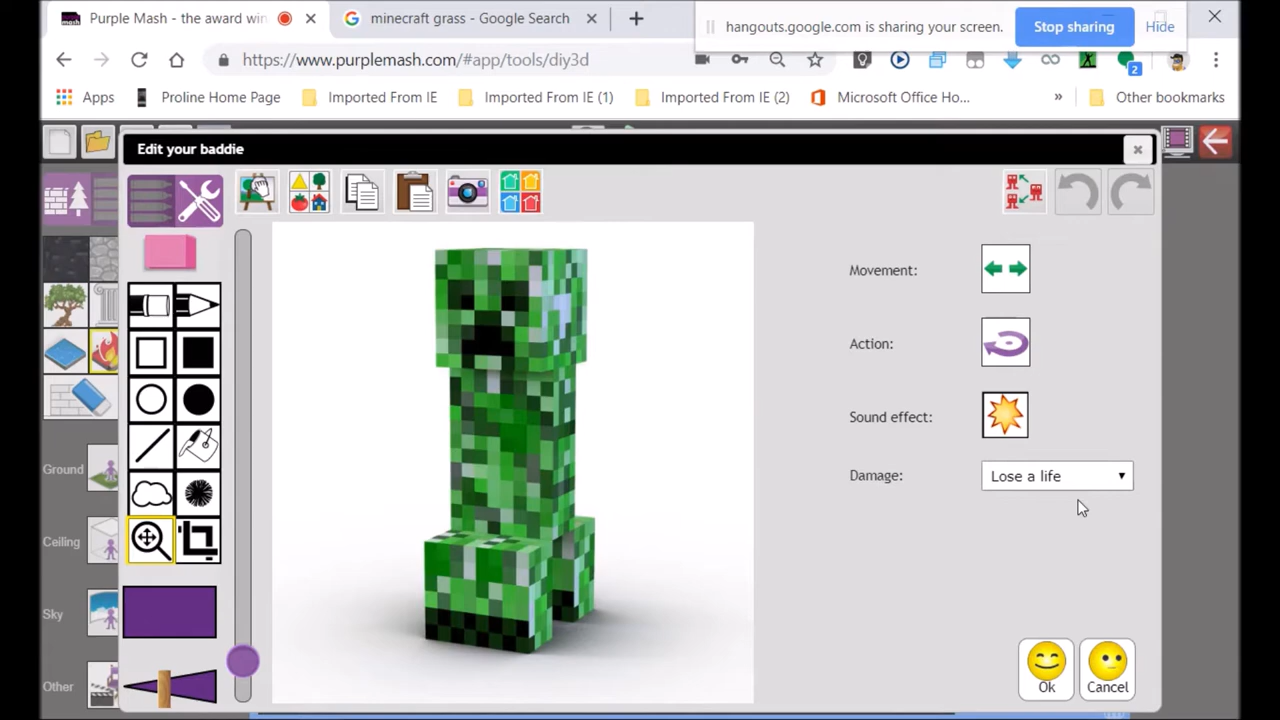 Purple Mash - the award win
minecraft grass - Google Search
hangouts.google.com is sharing your screen.
Stop sharing
Hide
https://www.purplemash.com/#app/tools/diy3d
2
Apps
Proline Home Page
Imported From IE
Imported From IE (1)
Imported From IE (2)
Microsoft Office Ho...
»
Other bookmarks
Edit your baddie
Movement:
Action:
Sound effect:
Damage:
Lose a life
Ground
Ceiling
Sky
Other
Ok
Cancel